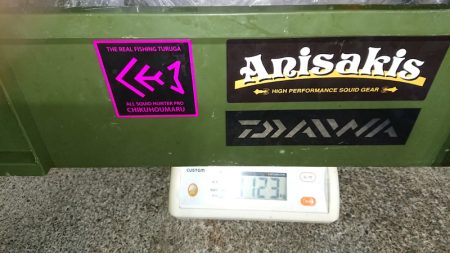 THE REAL FISHING TURUGA
ALL SQUID HUNTER PRO
CHIKUHOUMARU
Anisakis
HIGH PERFORMANCE SQUID GEAR
DAIWA
CUSTOM
123